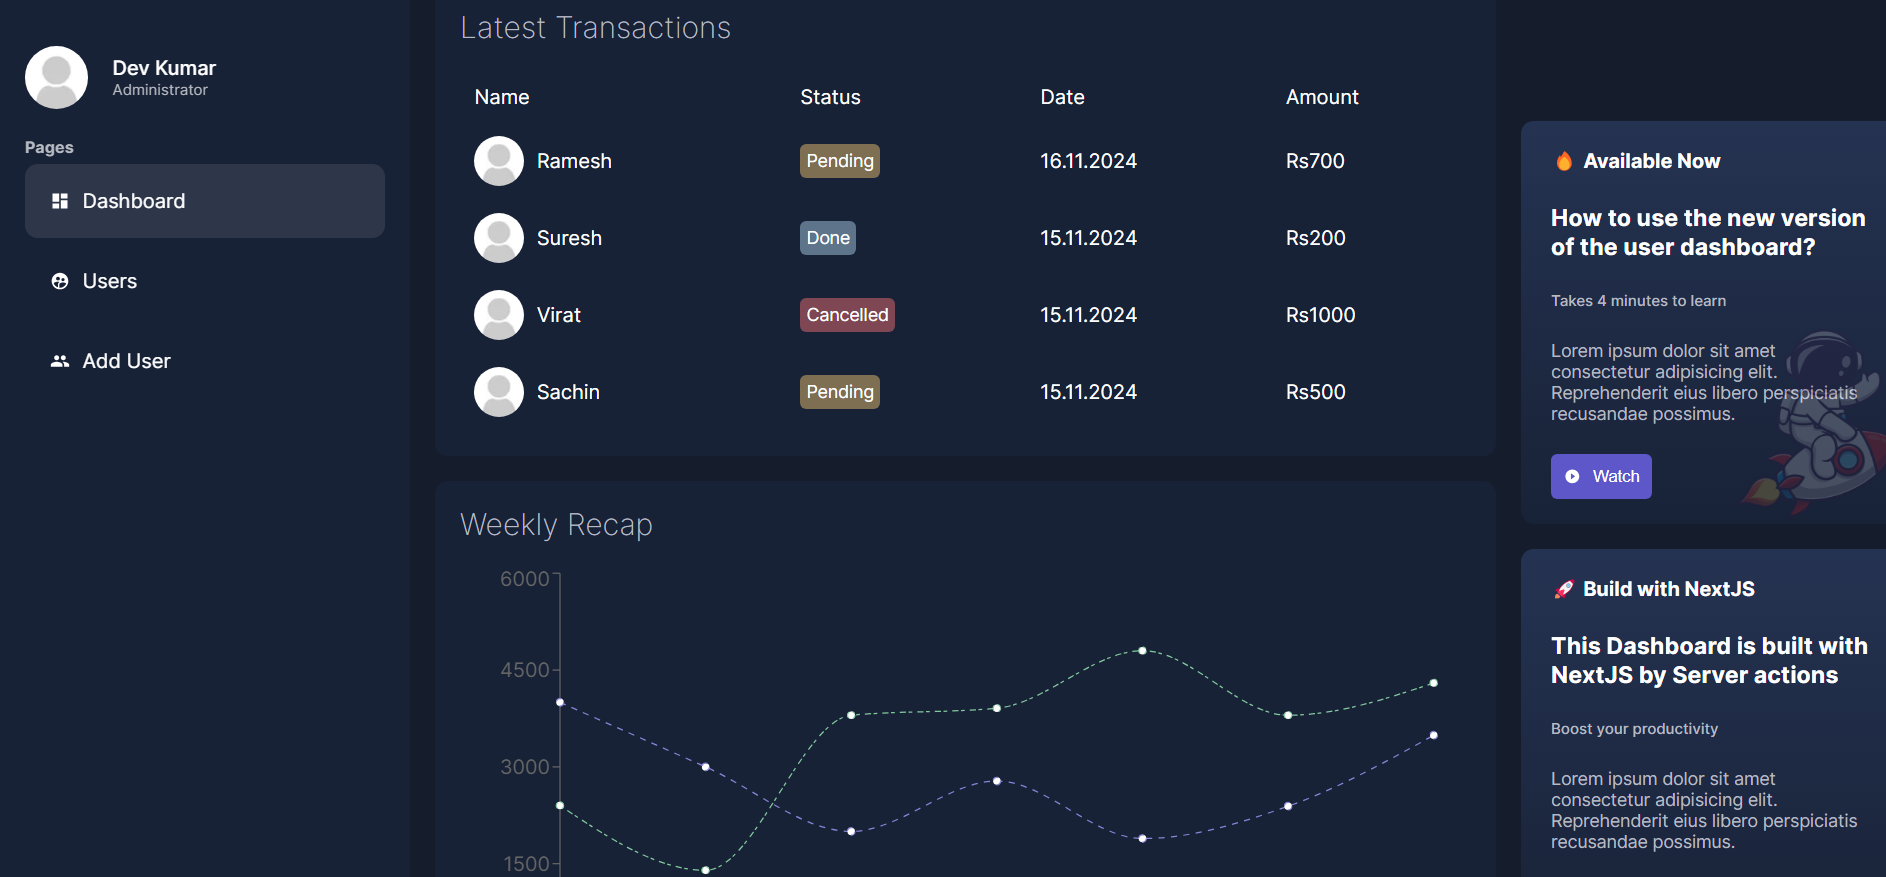 Dev Kumar
Administrator
Pages
Dashboard
Users
Add User
Latest Transactions
Name Status Date Amount
Ramesh Pending 16.11.2024 Rs700
Suresh Done 15.11.2024 Rs200
Virat Cancelled 15.11.2024 Rs1000
Sachin Pending 15.11.2024 Rs500
Weekly Recap
6000
4500
3000
1500
Available Now
How to use the new version
of the user dashboard?
Takes 4 minutes to learn
Lorem ipsum dolor sit amet
consectetur adipisicing elit.
Reprehenderit eius libero perspiciatis
recusandae possimus.
Watch
Build with NextJS
This Dashboard is built with
NextJS by Server actions
Boost your productivity
Lorem ipsum dolor sit amet
consectetur adipisicing elit.
Reprehenderit eius libero perspiciatis
recusandae possimus.